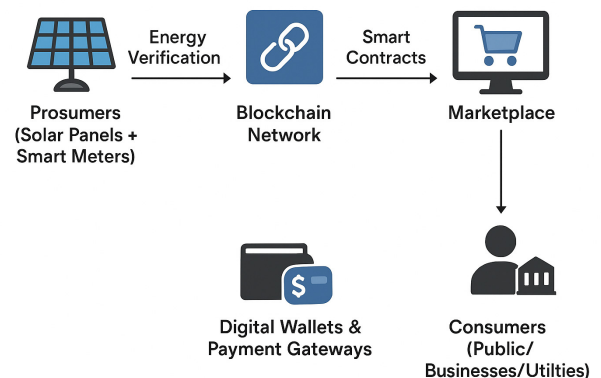 Energy
Verification
Smart
Contracts
Prosumers
(Solar Panels +
Smart Meters)
Blockchain
Network
Marketplace
$
Digital Wallets &
Payment Gateways
Consumers
(Public/
Businesses/Utilties)